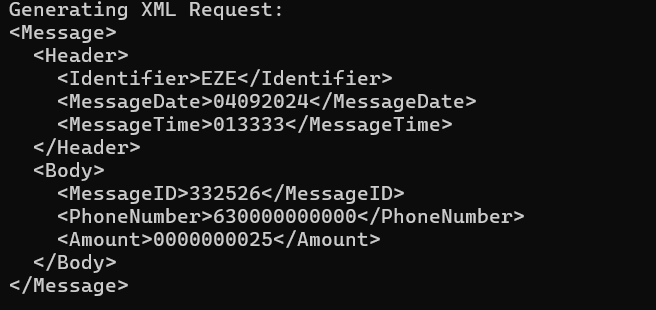 Generating XML Request:
<Message>
  <Header>
    <Identifier>EZE</Identifier>
    <MessageDate>04092024</MessageDate>
    <MessageTime>013333</MessageTime>
  </Header>
  <Body>
    <MessageID>332526</MessageID>
    <PhoneNumber>630000000000</PhoneNumber>
    <Amount>0000000025</Amount>
  </Body>
</Message>